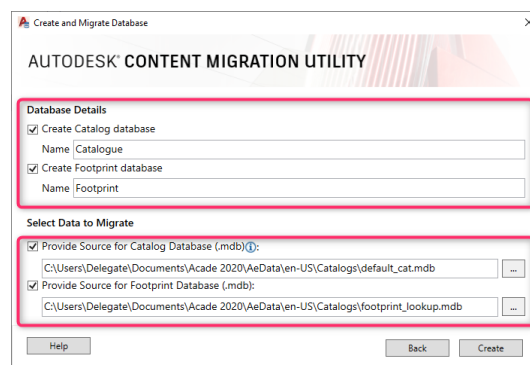 Create and Migrate Database
AUTODESK® CONTENT MIGRATION UTILITY
Database Details
Create Catalog database
Name Catalogue
Create Footprint database
Name Footprint
Select Data to Migrate
Provide Source for Catalog Database (.mdb) i :
C:\Users\Delegate\Documents\Acade 2020\AeData\en-US\Catalogs\default_cat.mdb ...
Provide Source for Footprint Database (.mdb):
C:\Users\Delegate\Documents\Acade 2020\AeData\en-US\Catalogs\footprint_lookup.mdb ...
Help Back Create